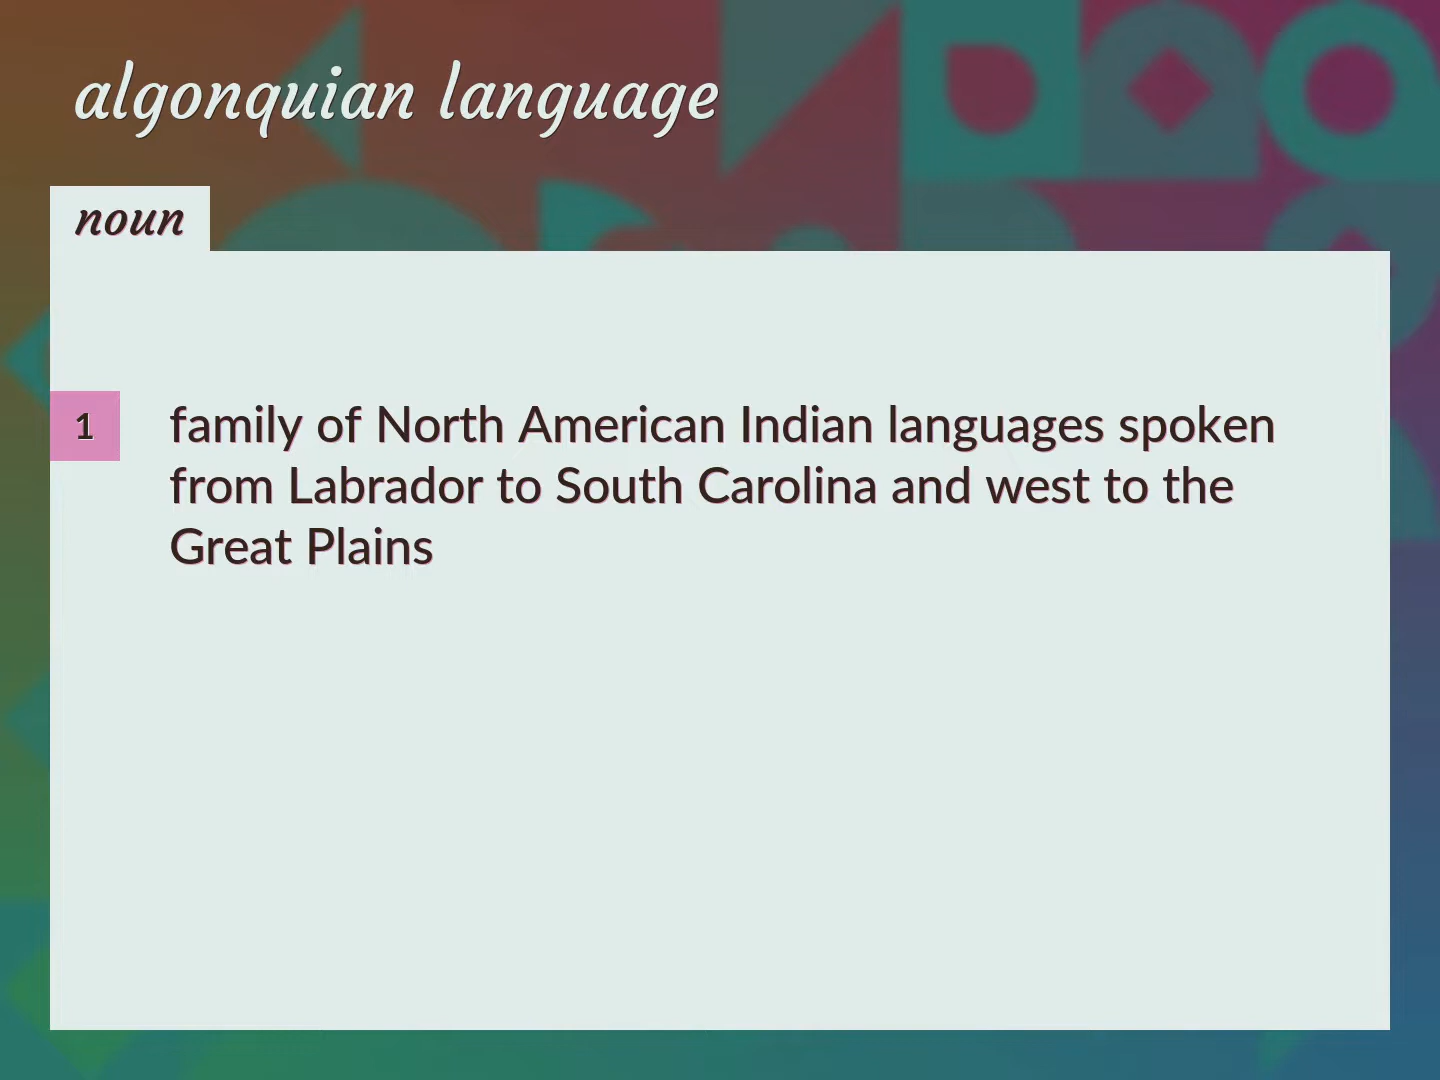 algonquian language
noun
1
family of North American Indian languages spoken
from Labrador to South Carolina and west to the
Great Plains